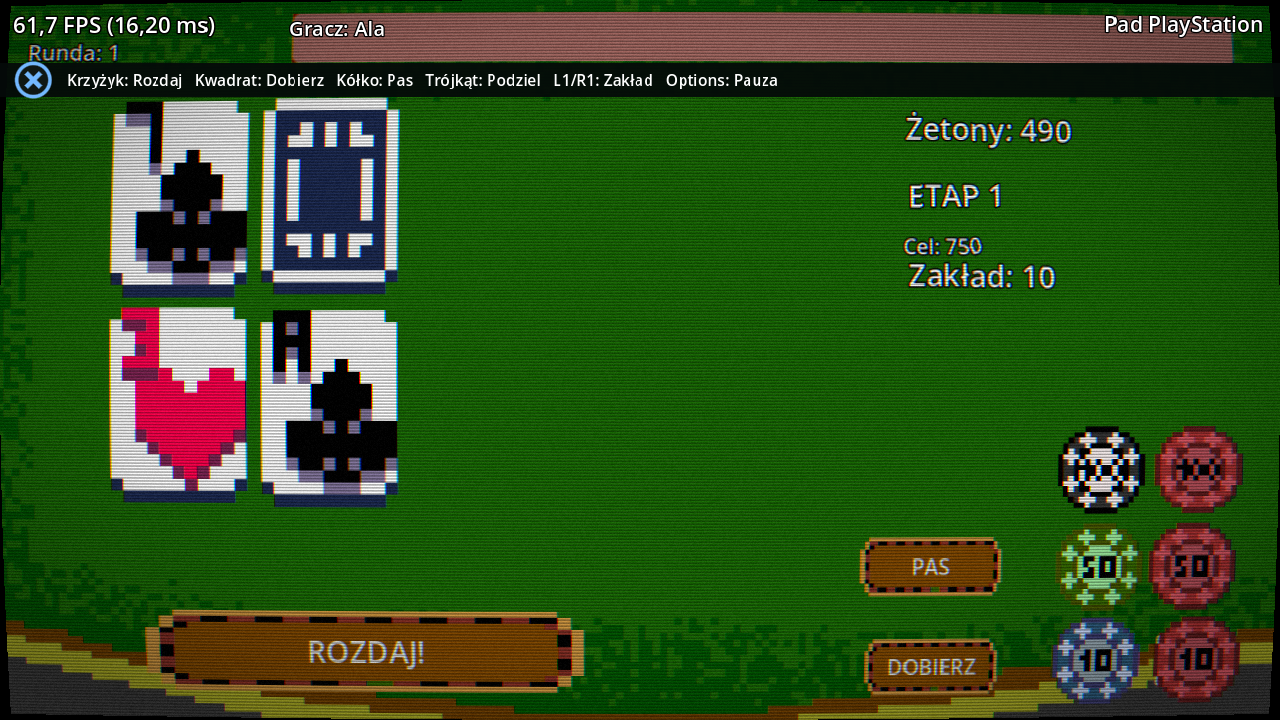 61,7 FPS (16,20 ms)
Gracz: Ala
Pad PlayStation
Runda: 1
Krzyżyk: Rozdaj Kwadrat: Dobierz Kółko: Pas Trójkąt: Podziel L1/R1: Zakład Options: Pauza
Żetony: 490
ETAP 1
Cel: 750
Zakład: 10
A
PAS
50 50
ROZDAJ!
DOBIERZ
10 10